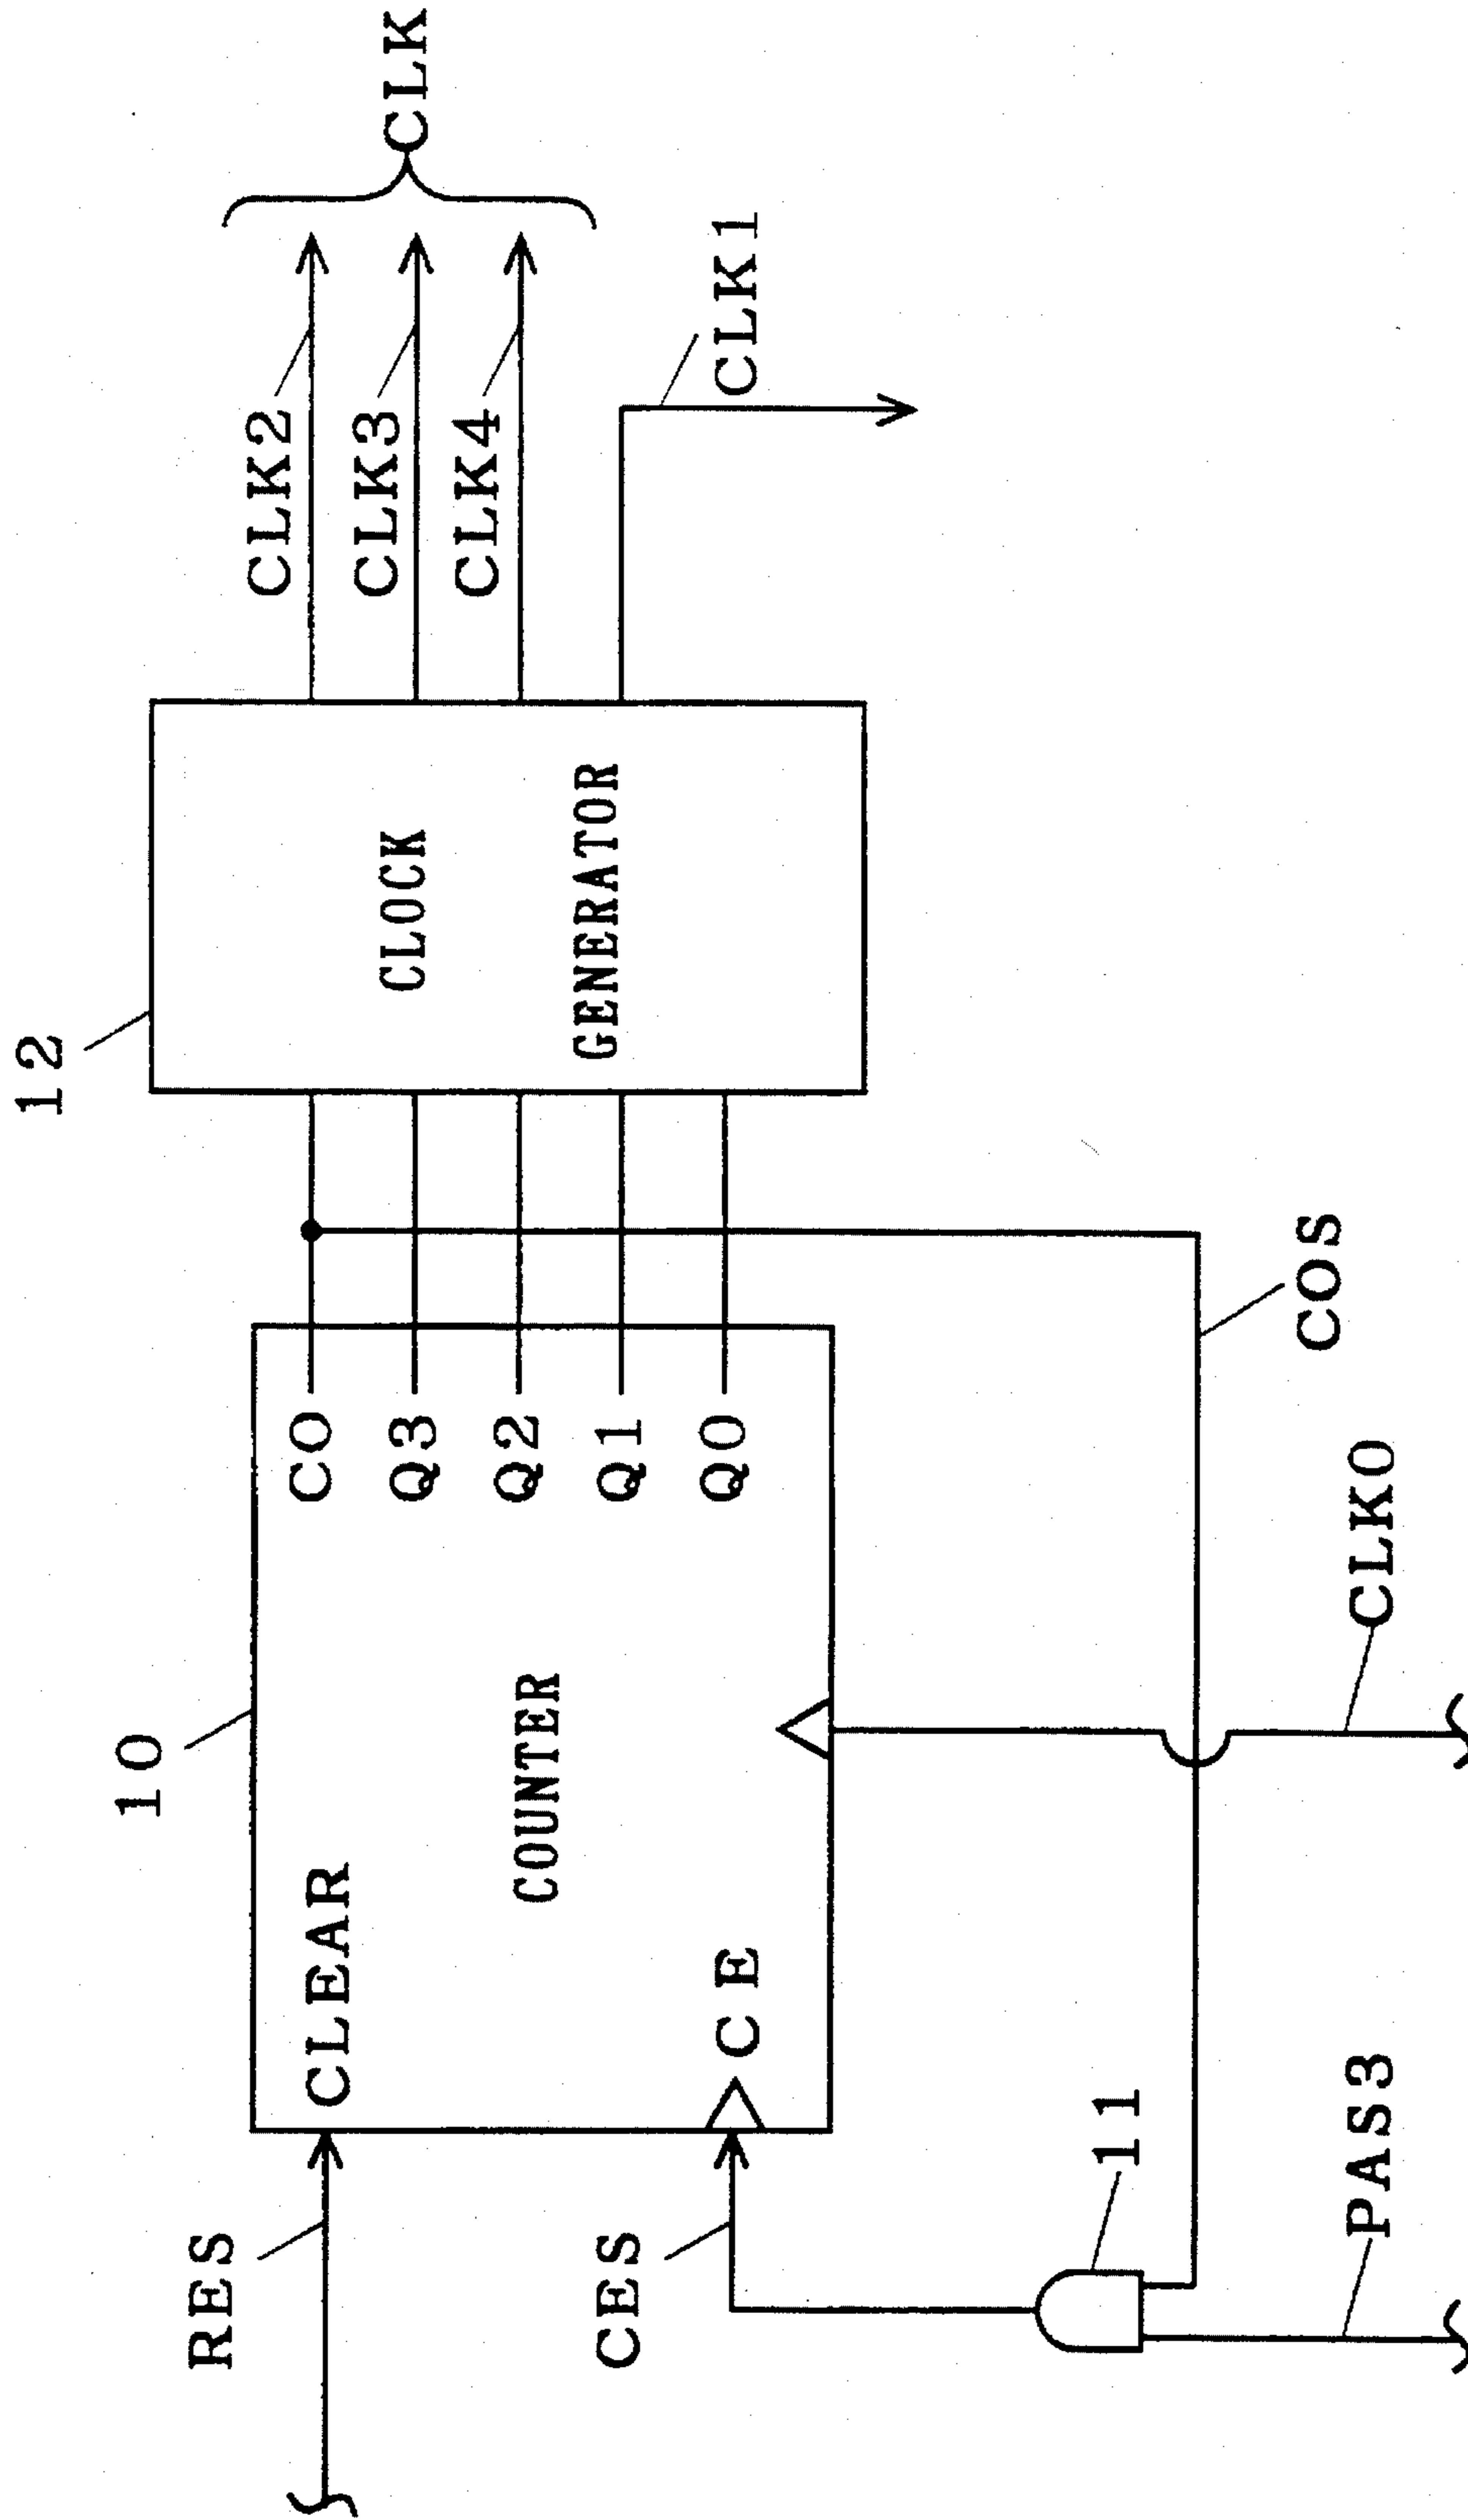 12
CLK2
CLK3
CLK4
CLK
CLK1
CLOCK
GENERATOR
10
RES
CLEAR
COUNTER
CO
Q3
Q2
Q1
Q0
CE
CES
11
COS
PAS3
CLK0